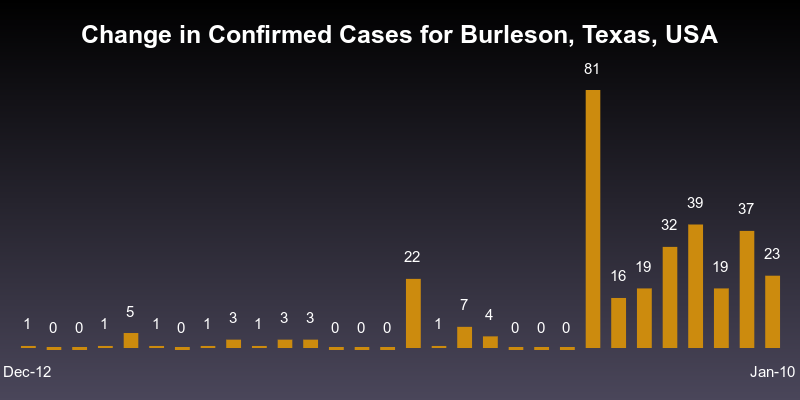 Change in Confirmed Cases for Burleson, Texas, USA
1 0 0 1 5 1 0 1 3 1 3 3 0 0 0 22 1 7 4 0 0 0 81 16 19 32 39 19 37 23
Dec-12 Jan-10